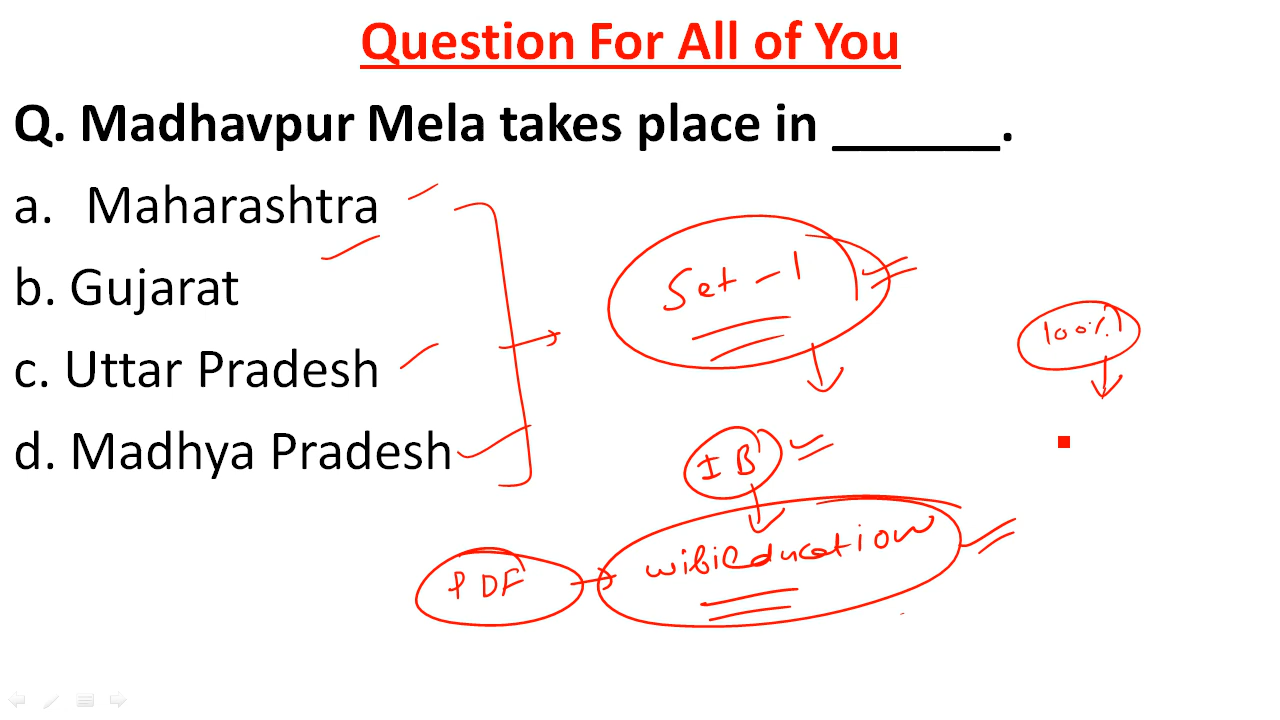 Question For All of You
Q. Madhavpur Mela takes place in ______.
a. Maharashtra
b. Gujarat
c. Uttar Pradesh
d. Madhya Pradesh
Set - 1
100%
IB
wibieducation
PDF